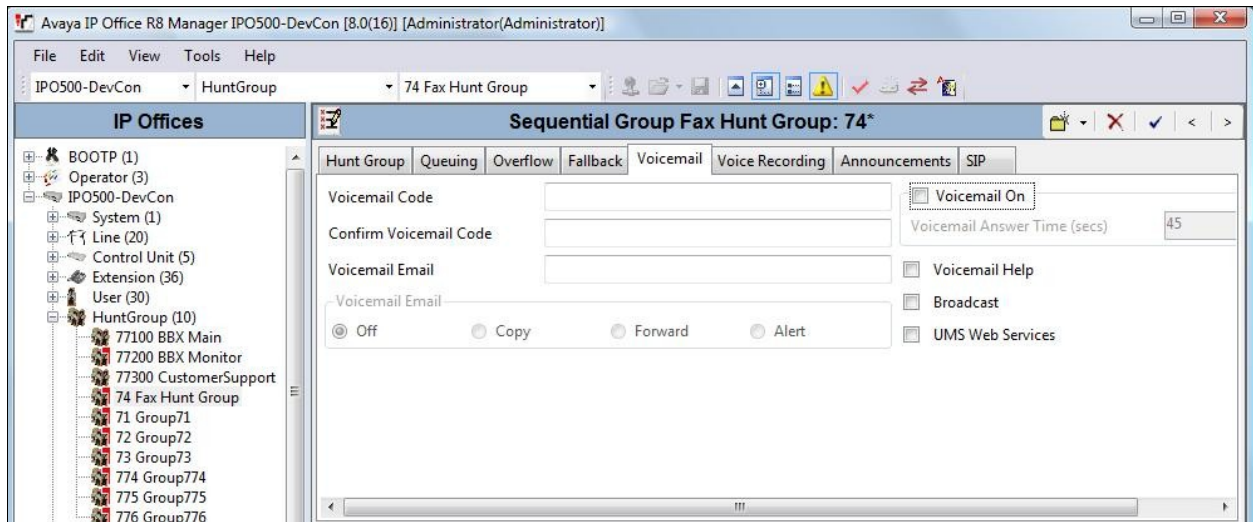 Avaya IP Office R8 Manager IPO500-DevCon [8.0(16)] [Administrator(Administrator)]
File Edit View Tools Help
IPO500-DevCon HuntGroup 74 Fax Hunt Group
IP Offices
BOOTP (1)
Operator (3)
IPO500-DevCon
System (1)
Line (20)
Control Unit (5)
Extension (36)
User (30)
HuntGroup (10)
77100 BBX Main
77200 BBX Monitor
77300 CustomerSupport
74 Fax Hunt Group
71 Group71
72 Group72
73 Group73
774 Group774
775 Group775
776 Group776
Sequential Group Fax Hunt Group: 74*
Hunt Group Queuing Overflow Fallback Voicemail Voice Recording Announcements SIP
Voicemail Code
Confirm Voicemail Code
Voicemail Email
Voicemail Email
Off Copy Forward Alert
Voicemail On
Voicemail Answer Time (secs) 45
Voicemail Help
Broadcast
UMS Web Services